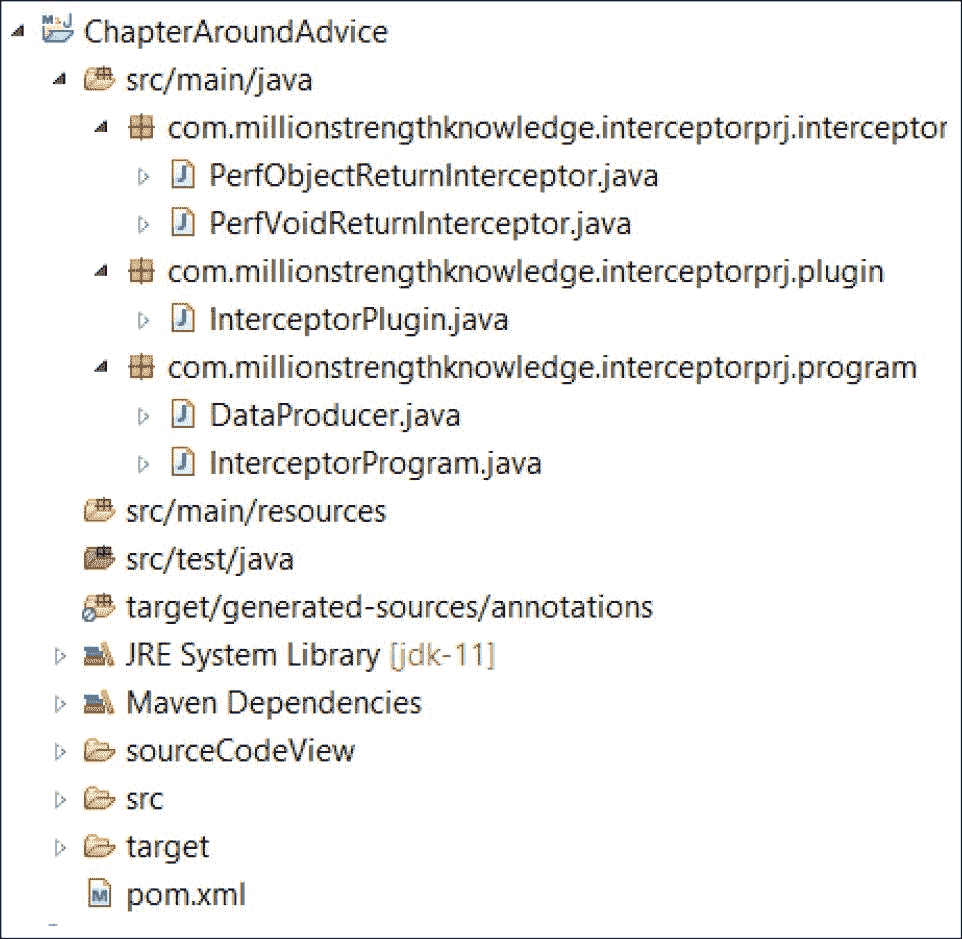 ChapterAroundAdvice
src/main/java
com.millionstrengthknowledge.interceptorprj.interceptor
PerfObjectReturnInterceptor.java
PerfVoidReturnInterceptor.java
com.millionstrengthknowledge.interceptorprj.plugin
InterceptorPlugin.java
com.millionstrengthknowledge.interceptorprj.program
DataProducer.java
InterceptorProgram.java
src/main/resources
src/test/java
target/generated-sources/annotations
JRE System Library [jdk-11]
Maven Dependencies
sourceCodeView
src
target
pom.xml